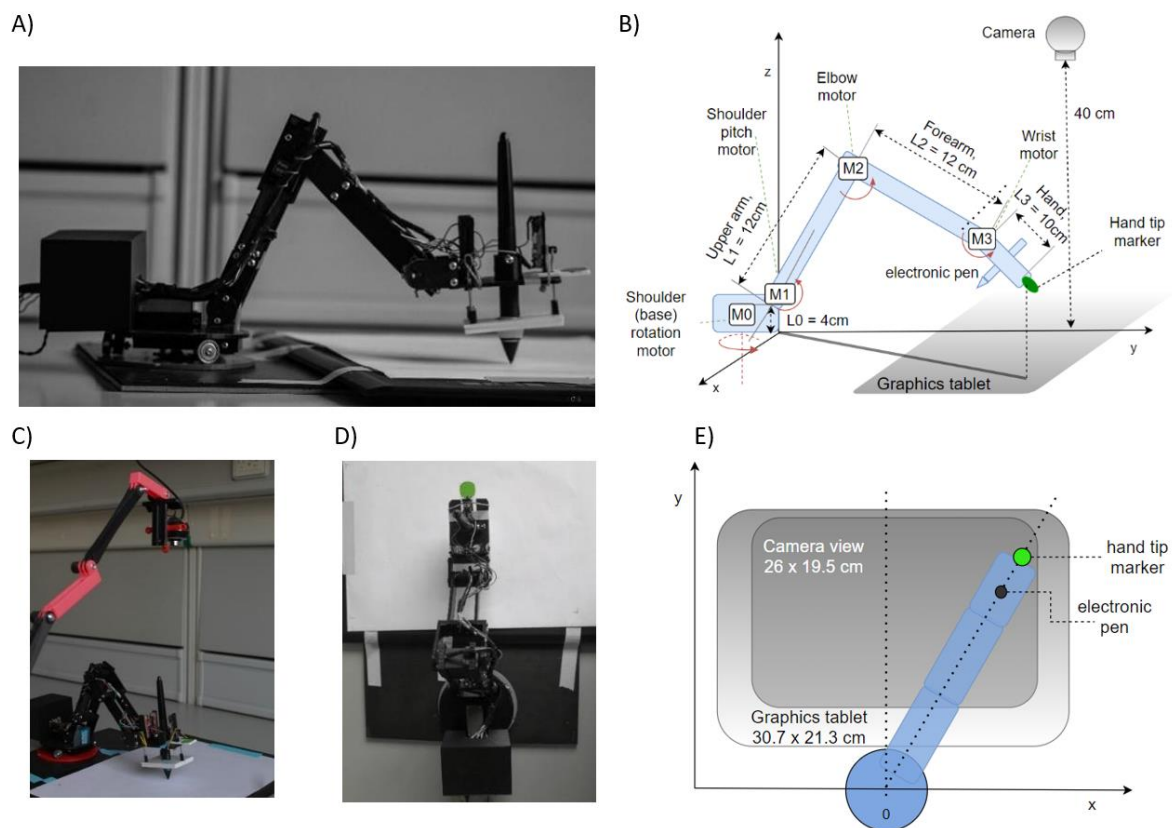 A)
B)
Camera
z
Elbow
motor
Shoulder
pitch
motor
40 cm
Forearm,
L2 = 12 cm
Wrist
motor
M2
Upper arm,
L1 = 12cm
Hand,
L3 = 10cm
M3
Hand tip
marker
electronic pen
M1
Shoulder
(base)
rotation
motor
M0
L0 = 4cm
y
x
Graphics tablet
C)
D)
E)
y
Camera view
26 x 19.5 cm
hand tip
marker
electronic
pen
Graphics tablet
30.7 x 21.3 cm
x
0